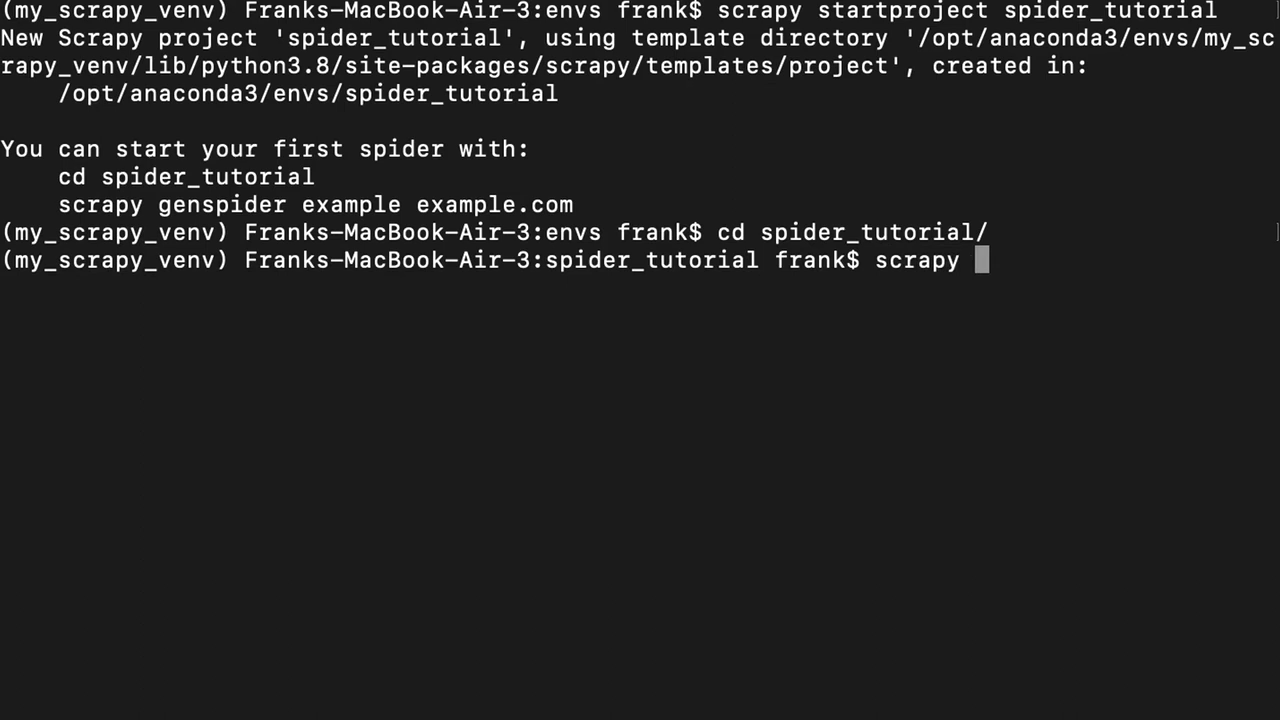 (my_scrapy_venv) Franks-MacBook-Air-3:envs frank$ scrapy startproject spider_tutorial
New Scrapy project 'spider_tutorial', using template directory '/opt/anaconda3/envs/my_sc
rapy_venv/lib/python3.8/site-packages/scrapy/templates/project', created in:
    /opt/anaconda3/envs/spider_tutorial
You can start your first spider with:
    cd spider_tutorial
    scrapy genspider example example.com
(my_scrapy_venv) Franks-MacBook-Air-3:envs frank$ cd spider_tutorial/
(my_scrapy_venv) Franks-MacBook-Air-3:spider_tutorial frank$ scrapy